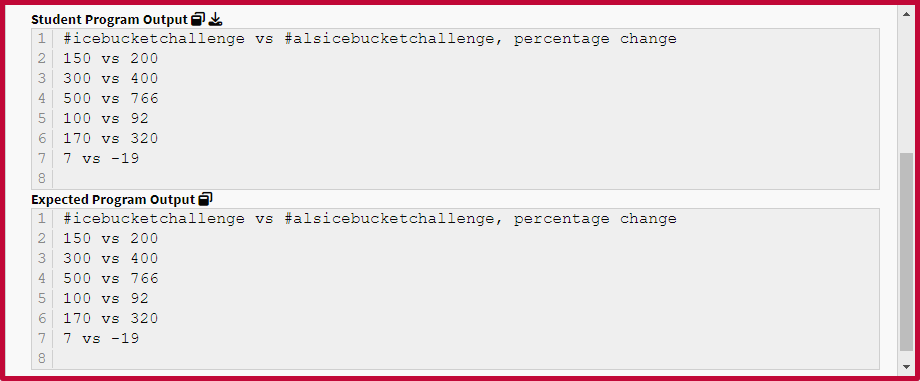 Student Program Output
1 #icebucketchallenge vs #alsicebucketchallenge, percentage change
2 150 vs 200
3 300 vs 400
4 500 vs 766
5 100 vs 92
6 170 vs 320
7 7 vs -19
8
Expected Program Output
1 #icebucketchallenge vs #alsicebucketchallenge, percentage change
2 150 vs 200
3 300 vs 400
4 500 vs 766
5 100 vs 92
6 170 vs 320
7 7 vs -19
8